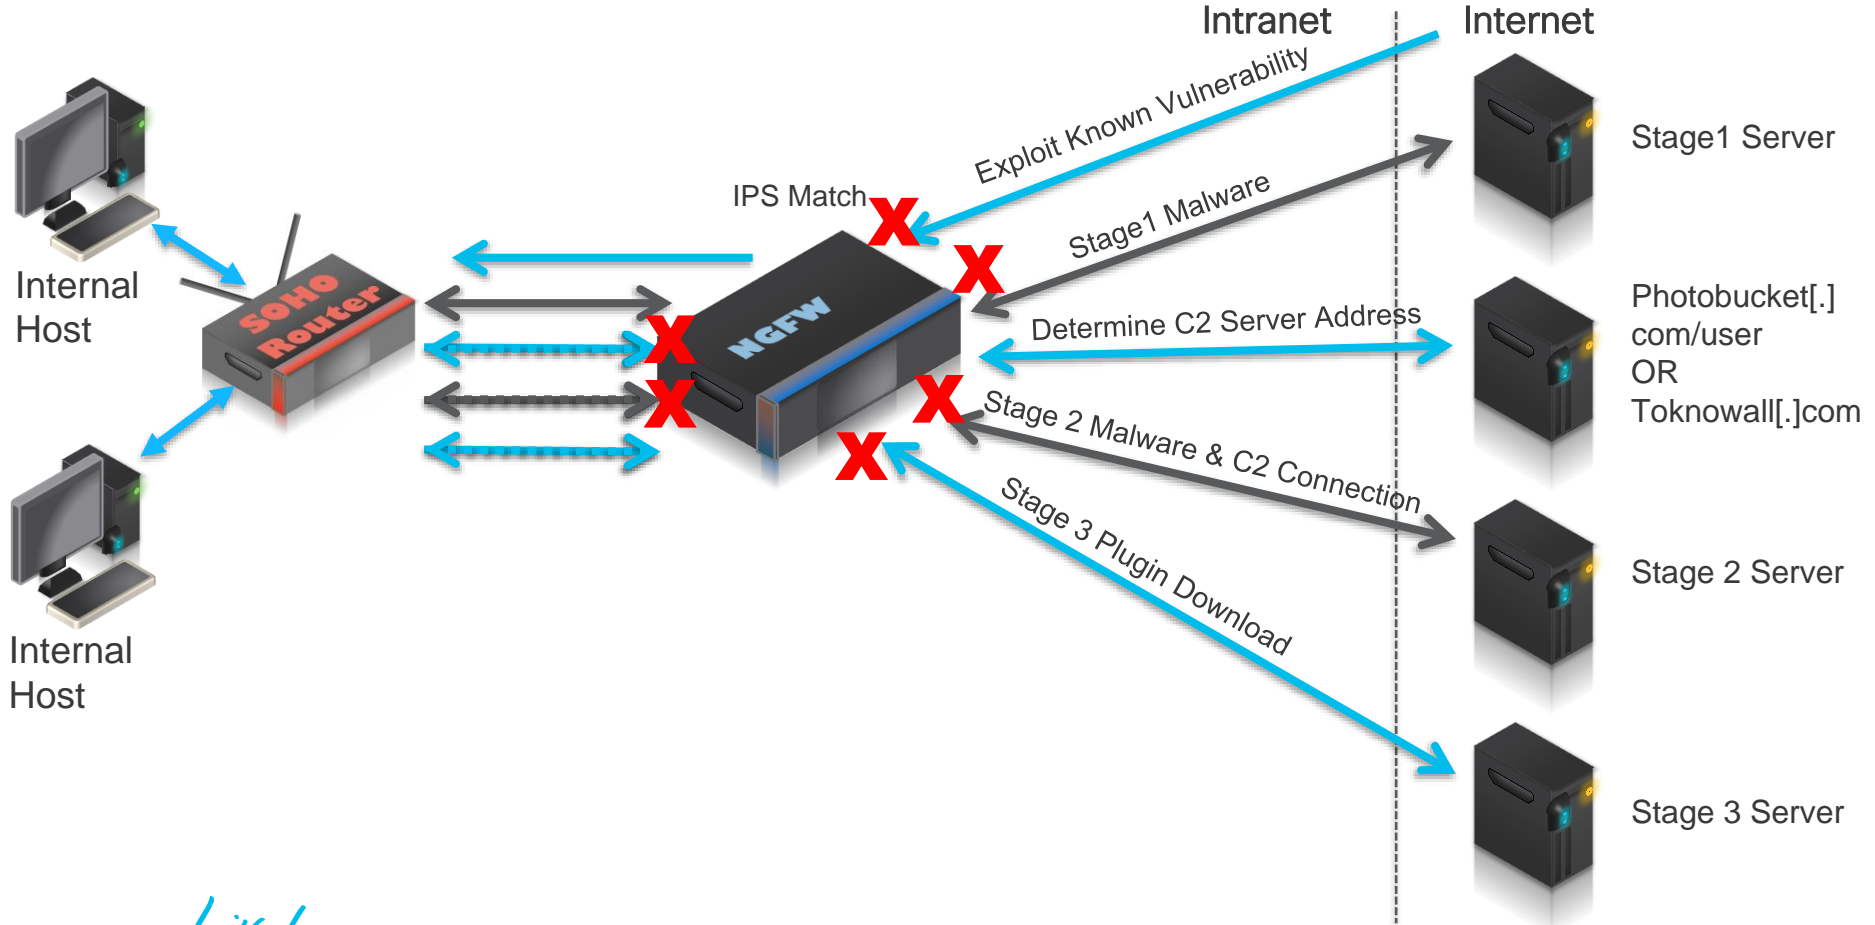 Intranet
Internet
Exploit Known Vulnerability
Stage1 Server
IPS Match
Stage1 Malware
Internal
Host
SOHO
Router
NGFW
Determine C2 Server Address
Photobucket[.]
com/user
OR
Toknowall[.]com
Stage 2 Malware & C2 Connection
Stage 3 Plugin Download
Stage 2 Server
Internal
Host
Stage 3 Server